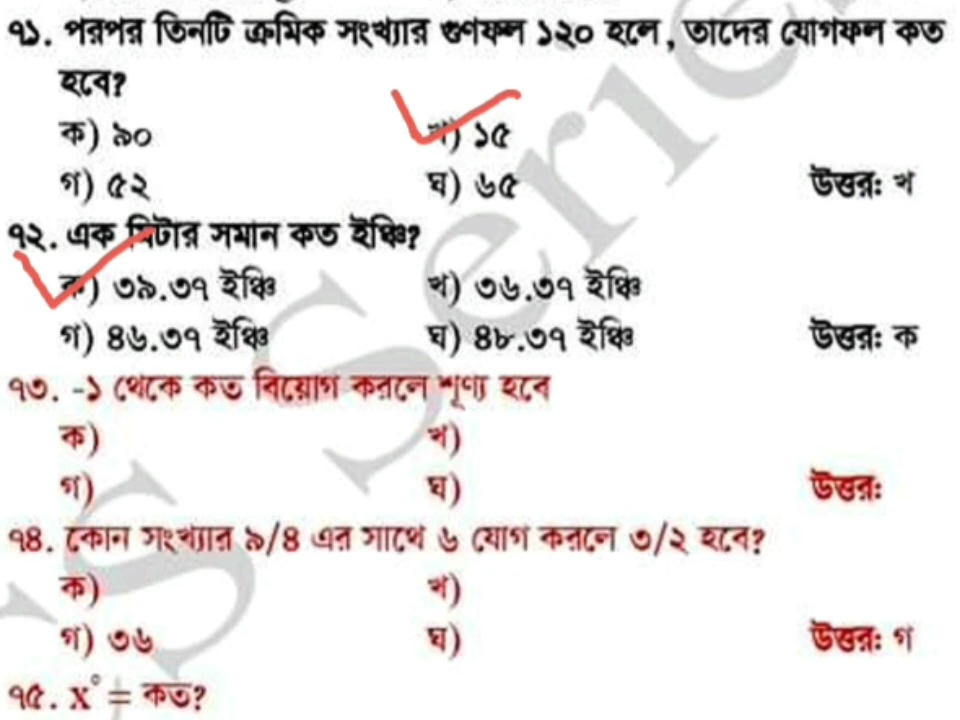 ৭১. পরপর তিনটি ক্রমিক সংখ্যার গুণফল ১২০ হলে, তাদের যোগফল কত
হবে?
ক) ৯০ খ) ১৫
গ) ৫২ ঘ) ৬৫ উত্তর: খ
৭২. এক মিটার সমান কত ইঞ্চি?
ক) ৩৯.৩৭ ইঞ্চি খ) ৩৬.৩৭ ইঞ্চি
গ) ৪৬.৩৭ ইঞ্চি ঘ) ৪৮.৩৭ ইঞ্চি উত্তর: ক
৭৩. -১ থেকে কত বিয়োগ করলে শূণ্য হবে
ক) খ)
গ) ঘ) উত্তর:
৭৪. কোন সংখ্যার ৯/৪ এর সাথে ৬ যোগ করলে ৩/২ হবে?
ক) খ)
গ) ৩৬ ঘ) উত্তর: গ
৭৫. x° = কত?